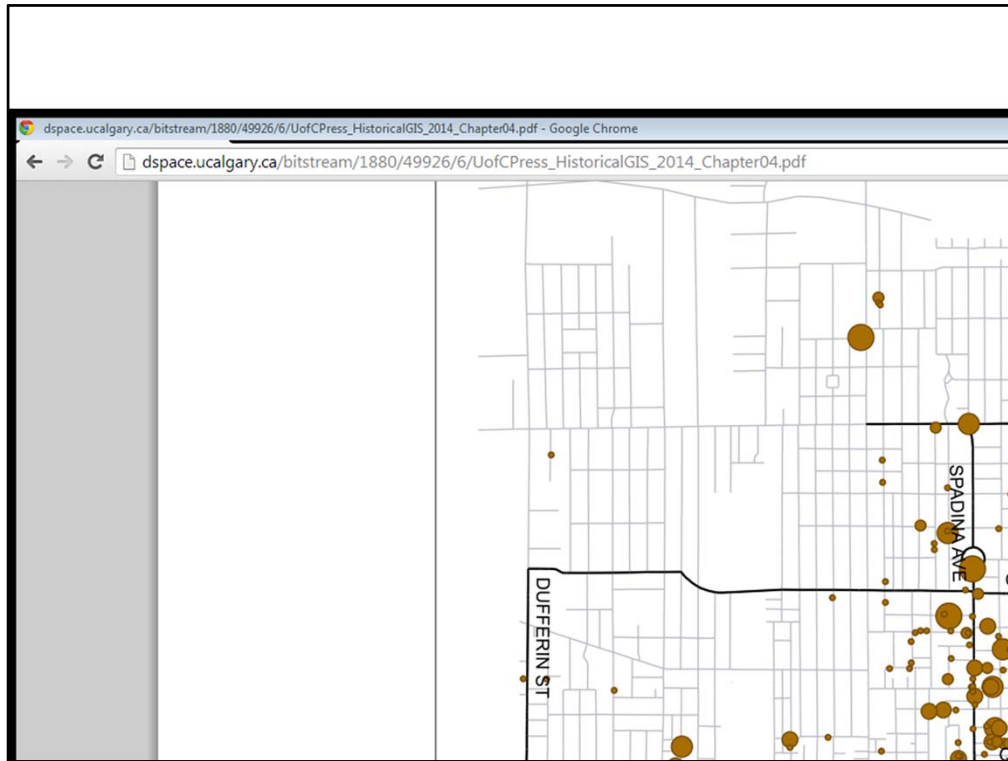 dspace.ucalgary.ca/bitstream/1880/49926/6/UofCPress_HistoricalGIS_2014_Chapter04.pdf - Google Chrome
dspace.ucalgary.ca/bitstream/1880/49926/6/UofCPress_HistoricalGIS_2014_Chapter04.pdf
SPADINA AVE
DUFFERIN ST